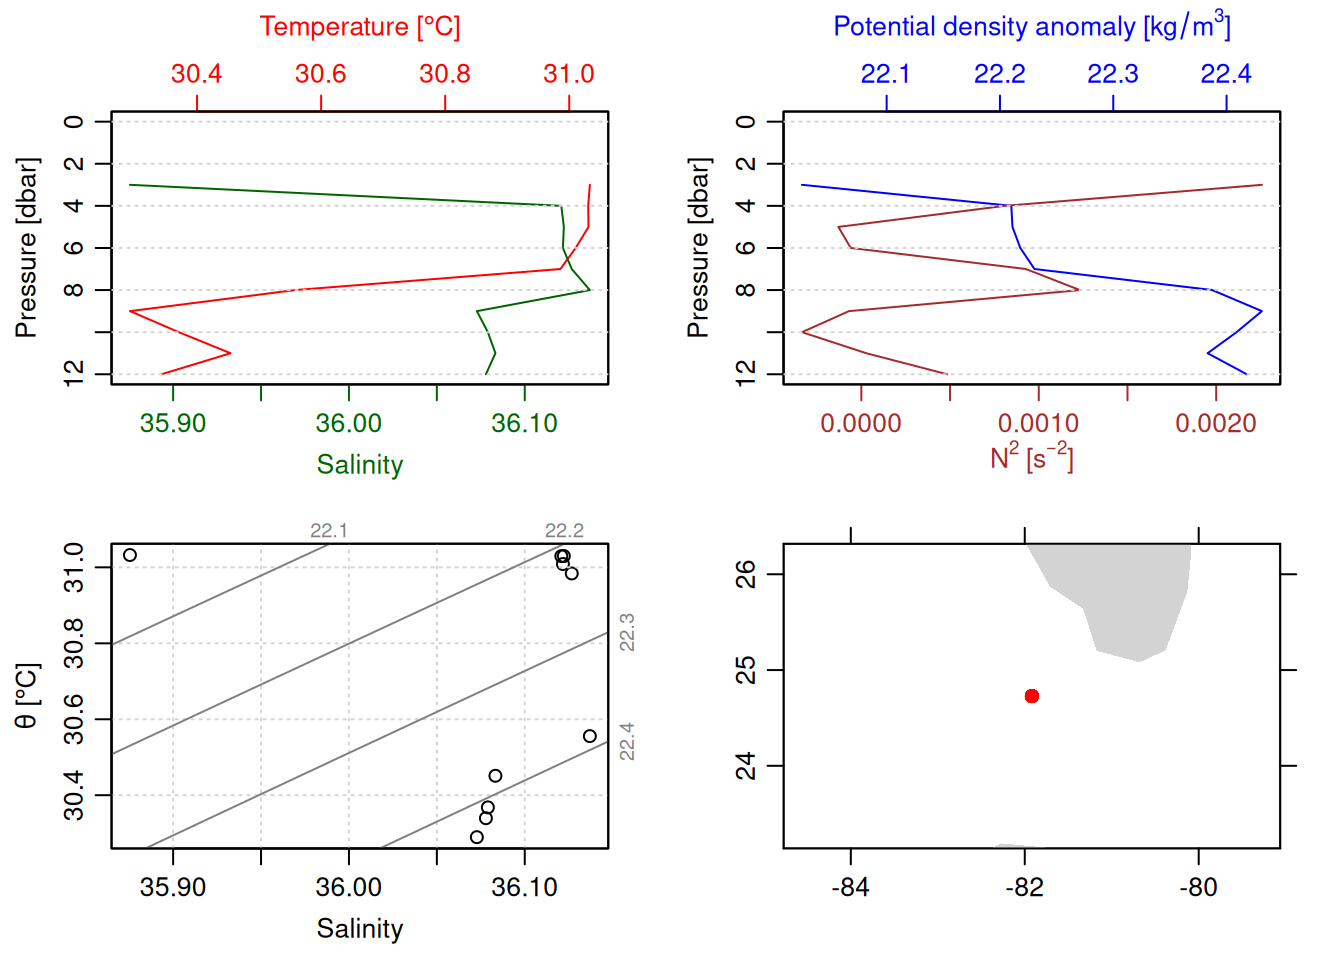 Temperature [°C]
30.4 30.6 30.8 31.0
0
2
4
6
8
12
Pressure [dbar]
35.90 36.00 36.10
Salinity
Potential density anomaly [kg/m³]
22.1 22.2 22.3 22.4
0
2
4
6
8
12
Pressure [dbar]
0.0000 0.0010 0.0020
N² [s⁻²]
22.1 22.2
22.3
22.4
31.0
30.8
30.6
30.4
θ [°C]
35.90 36.00 36.10
Salinity
26
25
24
-84 -82 -80